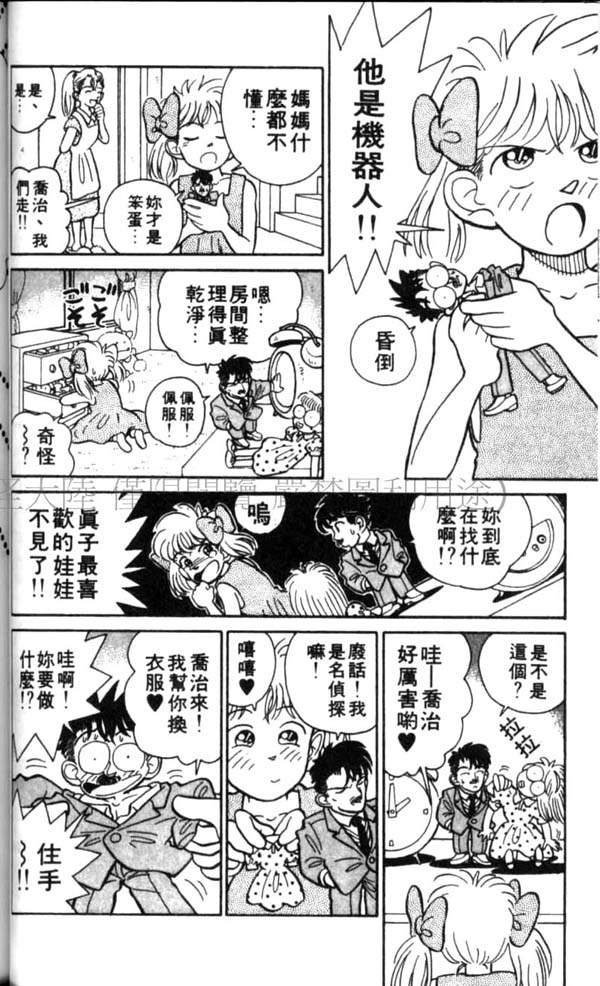 他是機器人!!
昏倒
媽媽什
麼都不
懂…
是、
是…
妳才是
笨蛋…
喬治、我
們走!!
嗯…
房間整
理得真
乾淨…
佩服!
佩服!
ごそ
ごそ
奇怪
~?
妳到底
在找什
麼啊!?
嗚
真子最喜
歡的娃娃
不見了!!
是不是
這個?
拉
拉
哇—喬治
好厲害喲♥
廢話!我
是名偵探
嘛!
嘻
嘻♥
喬治來!
我幫你換
衣服♥
哇啊!
妳要做
什麼!?
住手
~!!